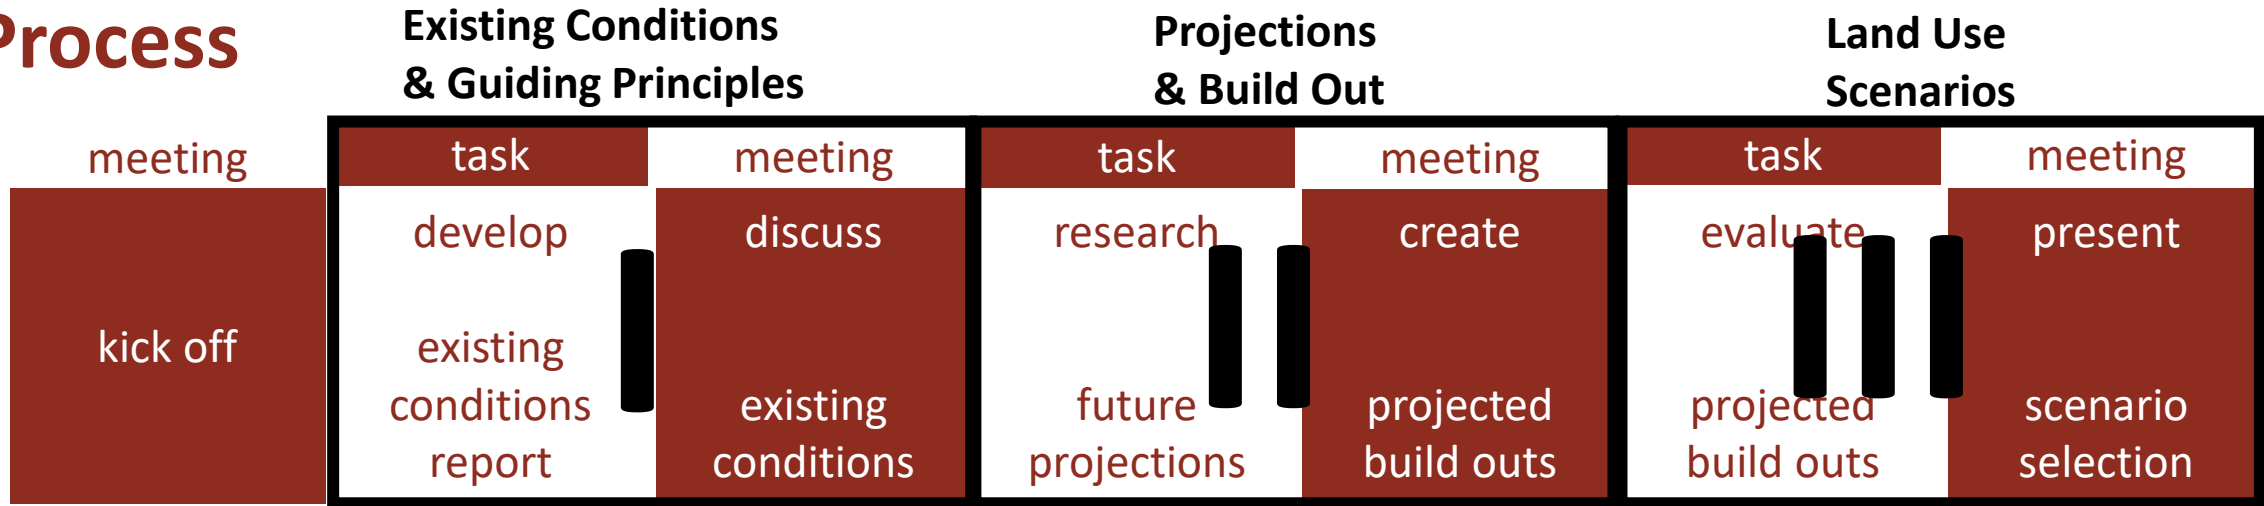 Process
Existing Conditions
& Guiding Principles
Projections
& Build Out
Land Use
Scenarios
meeting
kick off
task
develop
existing
conditions
report
meeting
discuss
existing
conditions
task
research
future
projections
meeting
create
projected
build outs
task
evaluate
projected
build outs
meeting
present
scenario
selection